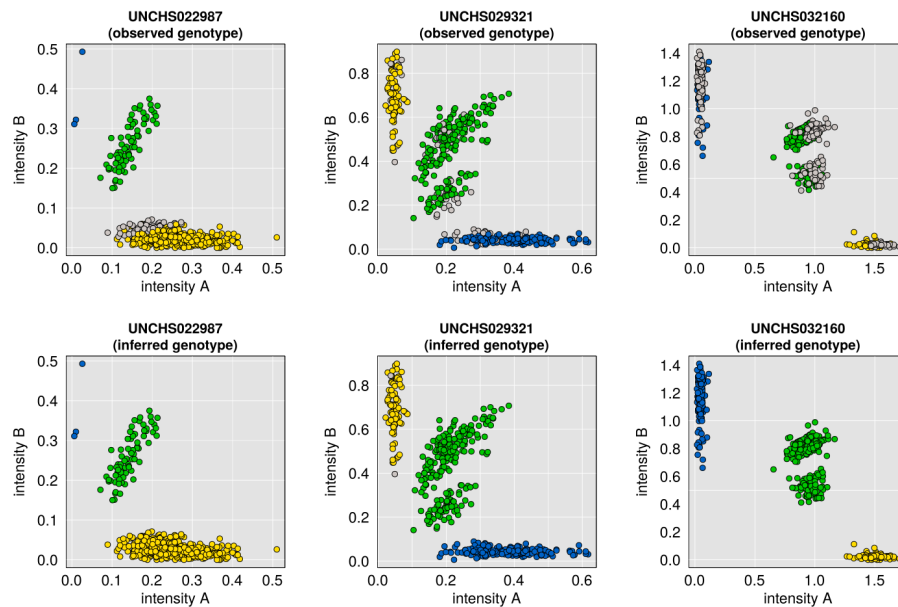 UNCHS022987
(observed genotype)
intensity B
0.5
0.4
0.3
0.2
0.1
0.0
0.0 0.1 0.2 0.3 0.4 0.5
intensity A
UNCHS029321
(observed genotype)
intensity B
0.8
0.6
0.4
0.2
0.0
0.0 0.2 0.4 0.6
intensity A
UNCHS032160
(observed genotype)
intensity B
1.4
1.2
1.0
0.8
0.6
0.4
0.2
0.0
0.0 0.5 1.0 1.5
intensity A
UNCHS022987
(inferred genotype)
intensity B
0.5
0.4
0.3
0.2
0.1
0.0
0.0 0.1 0.2 0.3 0.4 0.5
intensity A
UNCHS029321
(inferred genotype)
intensity B
0.8
0.6
0.4
0.2
0.0
0.0 0.2 0.4 0.6
intensity A
UNCHS032160
(inferred genotype)
intensity B
1.4
1.2
1.0
0.8
0.6
0.4
0.2
0.0
0.0 0.5 1.0 1.5
intensity A